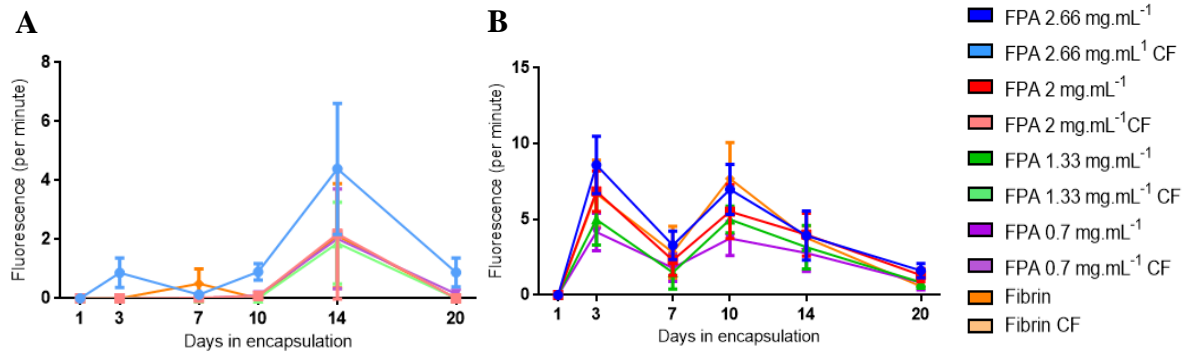 A
8
6
4
2
0
Fluorescence (per minute)
1 3 7 10 14 20
Days in encapsulation
B
15
10
5
0
Fluorescence (per minute)
1 3 7 10 14 20
Days in encapsulation
FPA 2.66 mg.mL⁻¹
FPA 2.66 mg.mL¹ CF
FPA 2 mg.mL⁻¹
FPA 2 mg.mL⁻¹CF
FPA 1.33 mg.mL⁻¹
FPA 1.33 mg.mL⁻¹ CF
FPA 0.7 mg.mL⁻¹
FPA 0.7 mg.mL⁻¹ CF
Fibrin
Fibrin CF